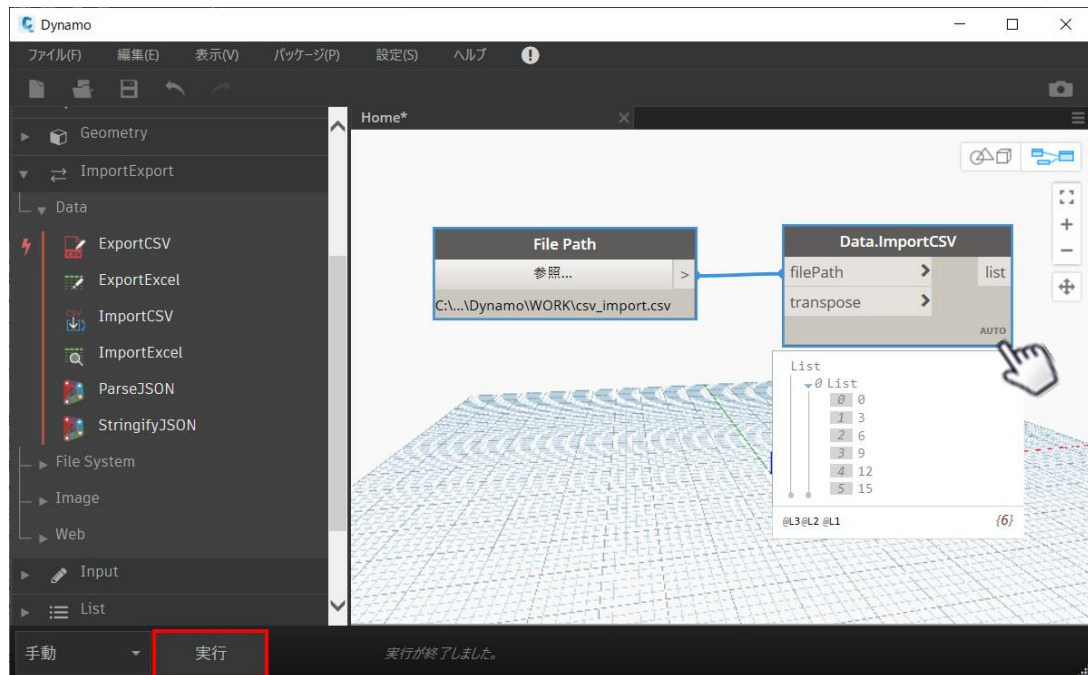 Dynamo
ファイル(F) 編集(E) 表示(V) パッケージ(P) 設定(S) ヘルプ
Home*
Geometry
ImportExport
Data
ExportCSV
ExportExcel
ImportCSV
ImportExcel
ParseJSON
StringifyJSON
File System
Image
Web
Input
List
File Path
参照... >
C:\...\Dynamo\WORK\csv_import.csv
Data.ImportCSV
filePath > list
transpose >
AUTO
List
0 List
0 0
1 3
2 6
3 9
4 12
5 15
@L3 @L2 @L1 {6}
手動 実行 実行が終了しました。